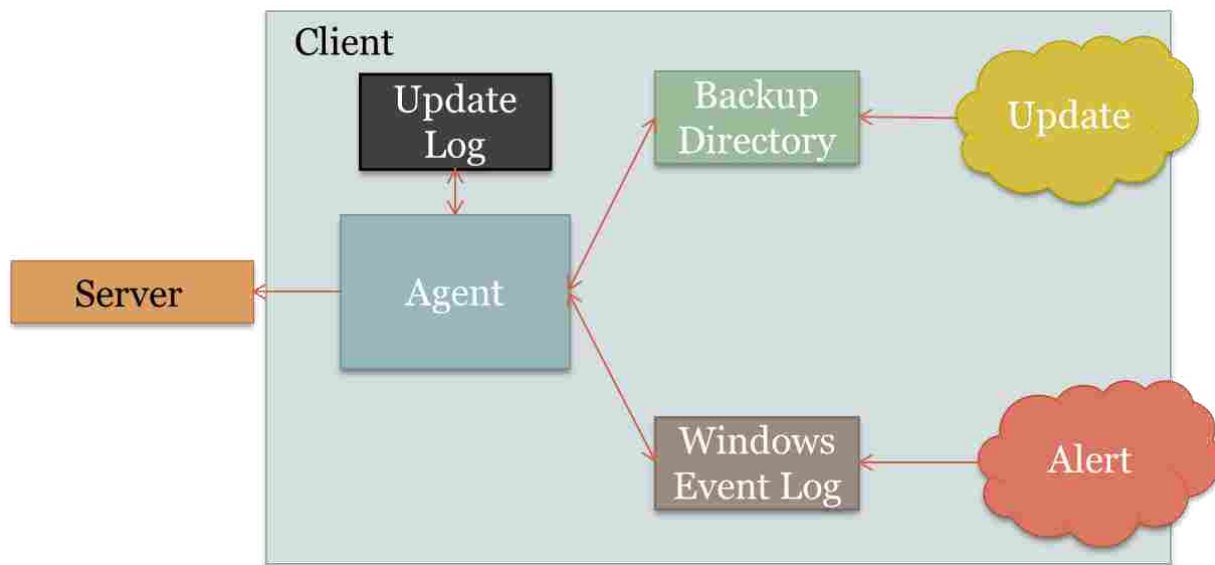 Client
Update
Log
Backup
Directory
Update
Server
Agent
Windows
Event Log
Alert